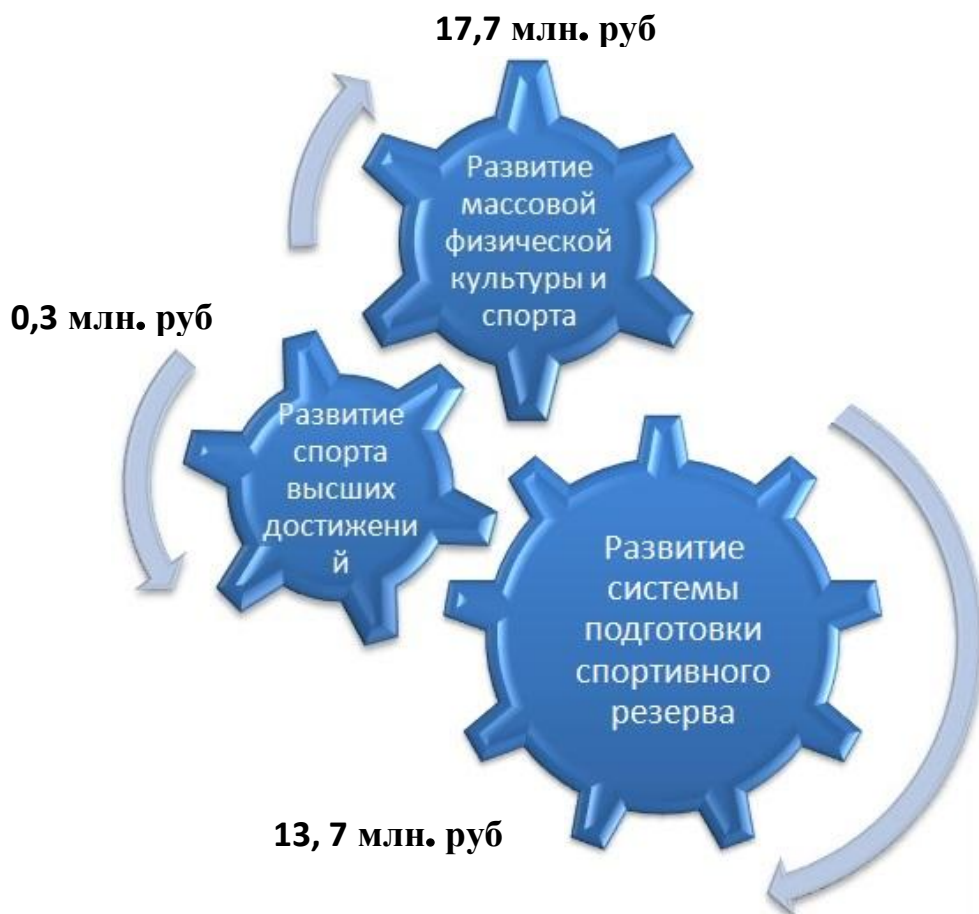 17,7 млн. руб
Развитие
массовой
физической
культуры и
спорта
0,3 млн. руб
Развитие
спорта
высших
достижени
й
Развитие
системы
подготовки
спортивного
резерва
13, 7 млн. руб